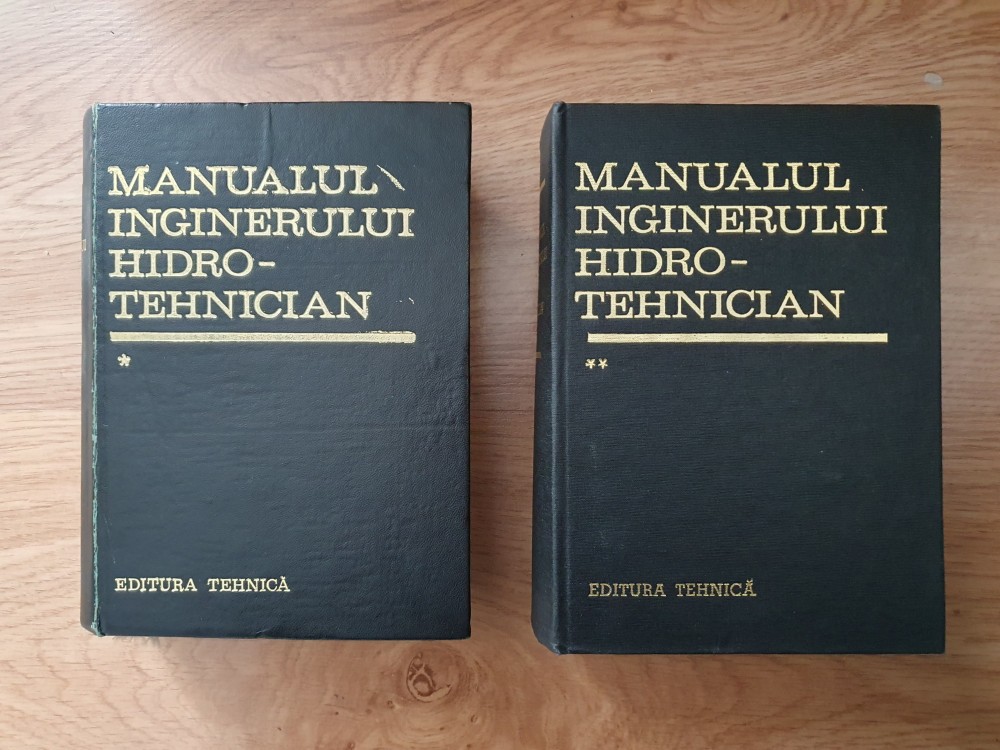 MANUALUL
INGINERULUI
HIDRO-
TEHNICIAN
*
EDITURA TEHNICĂ
MANUALUL
INGINERULUI
HIDRO-
TEHNICIAN
**
EDITURA TEHNICĂ